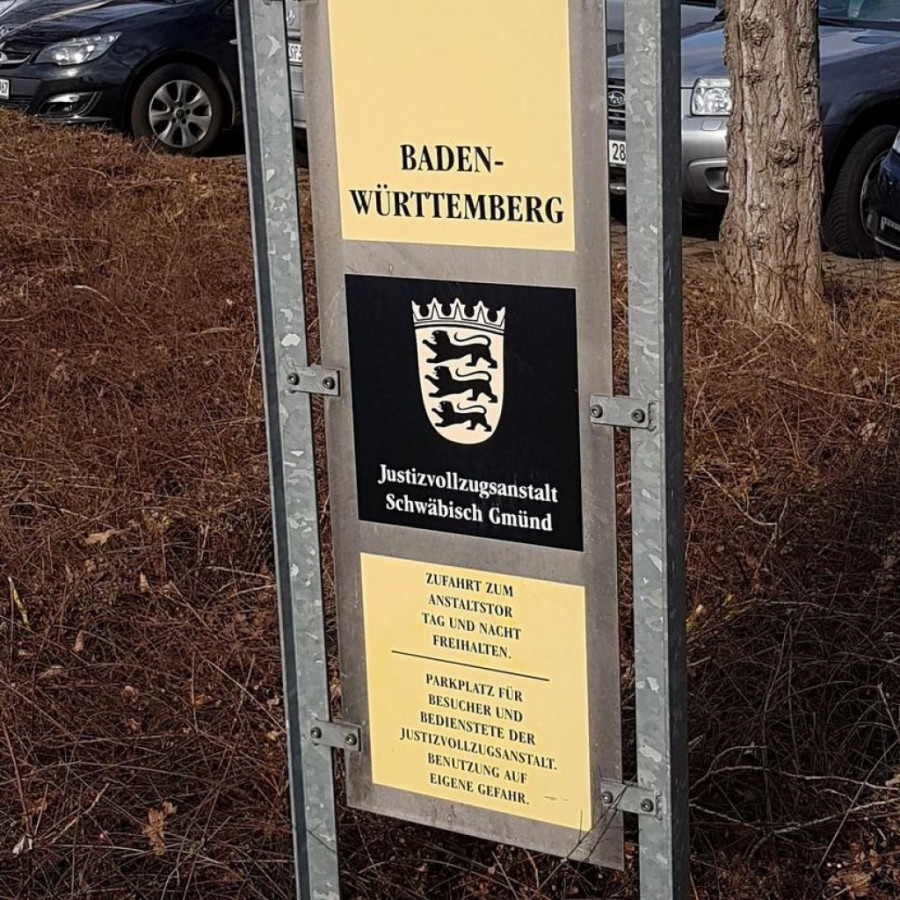 BADEN-
WÜRTTEMBERG
Justizvollzugsanstalt
Schwäbisch Gmünd
ZUFAHRT ZUM
ANSTALTSTOR
TAG UND NACHT
FREIHALTEN.
PARKPLATZ FÜR
BESUCHER UND
BEDIENSTETE DER
JUSTIZVOLLZUGSANSTALT.
BENUTZUNG AUF
EIGENE GEFAHR.
28